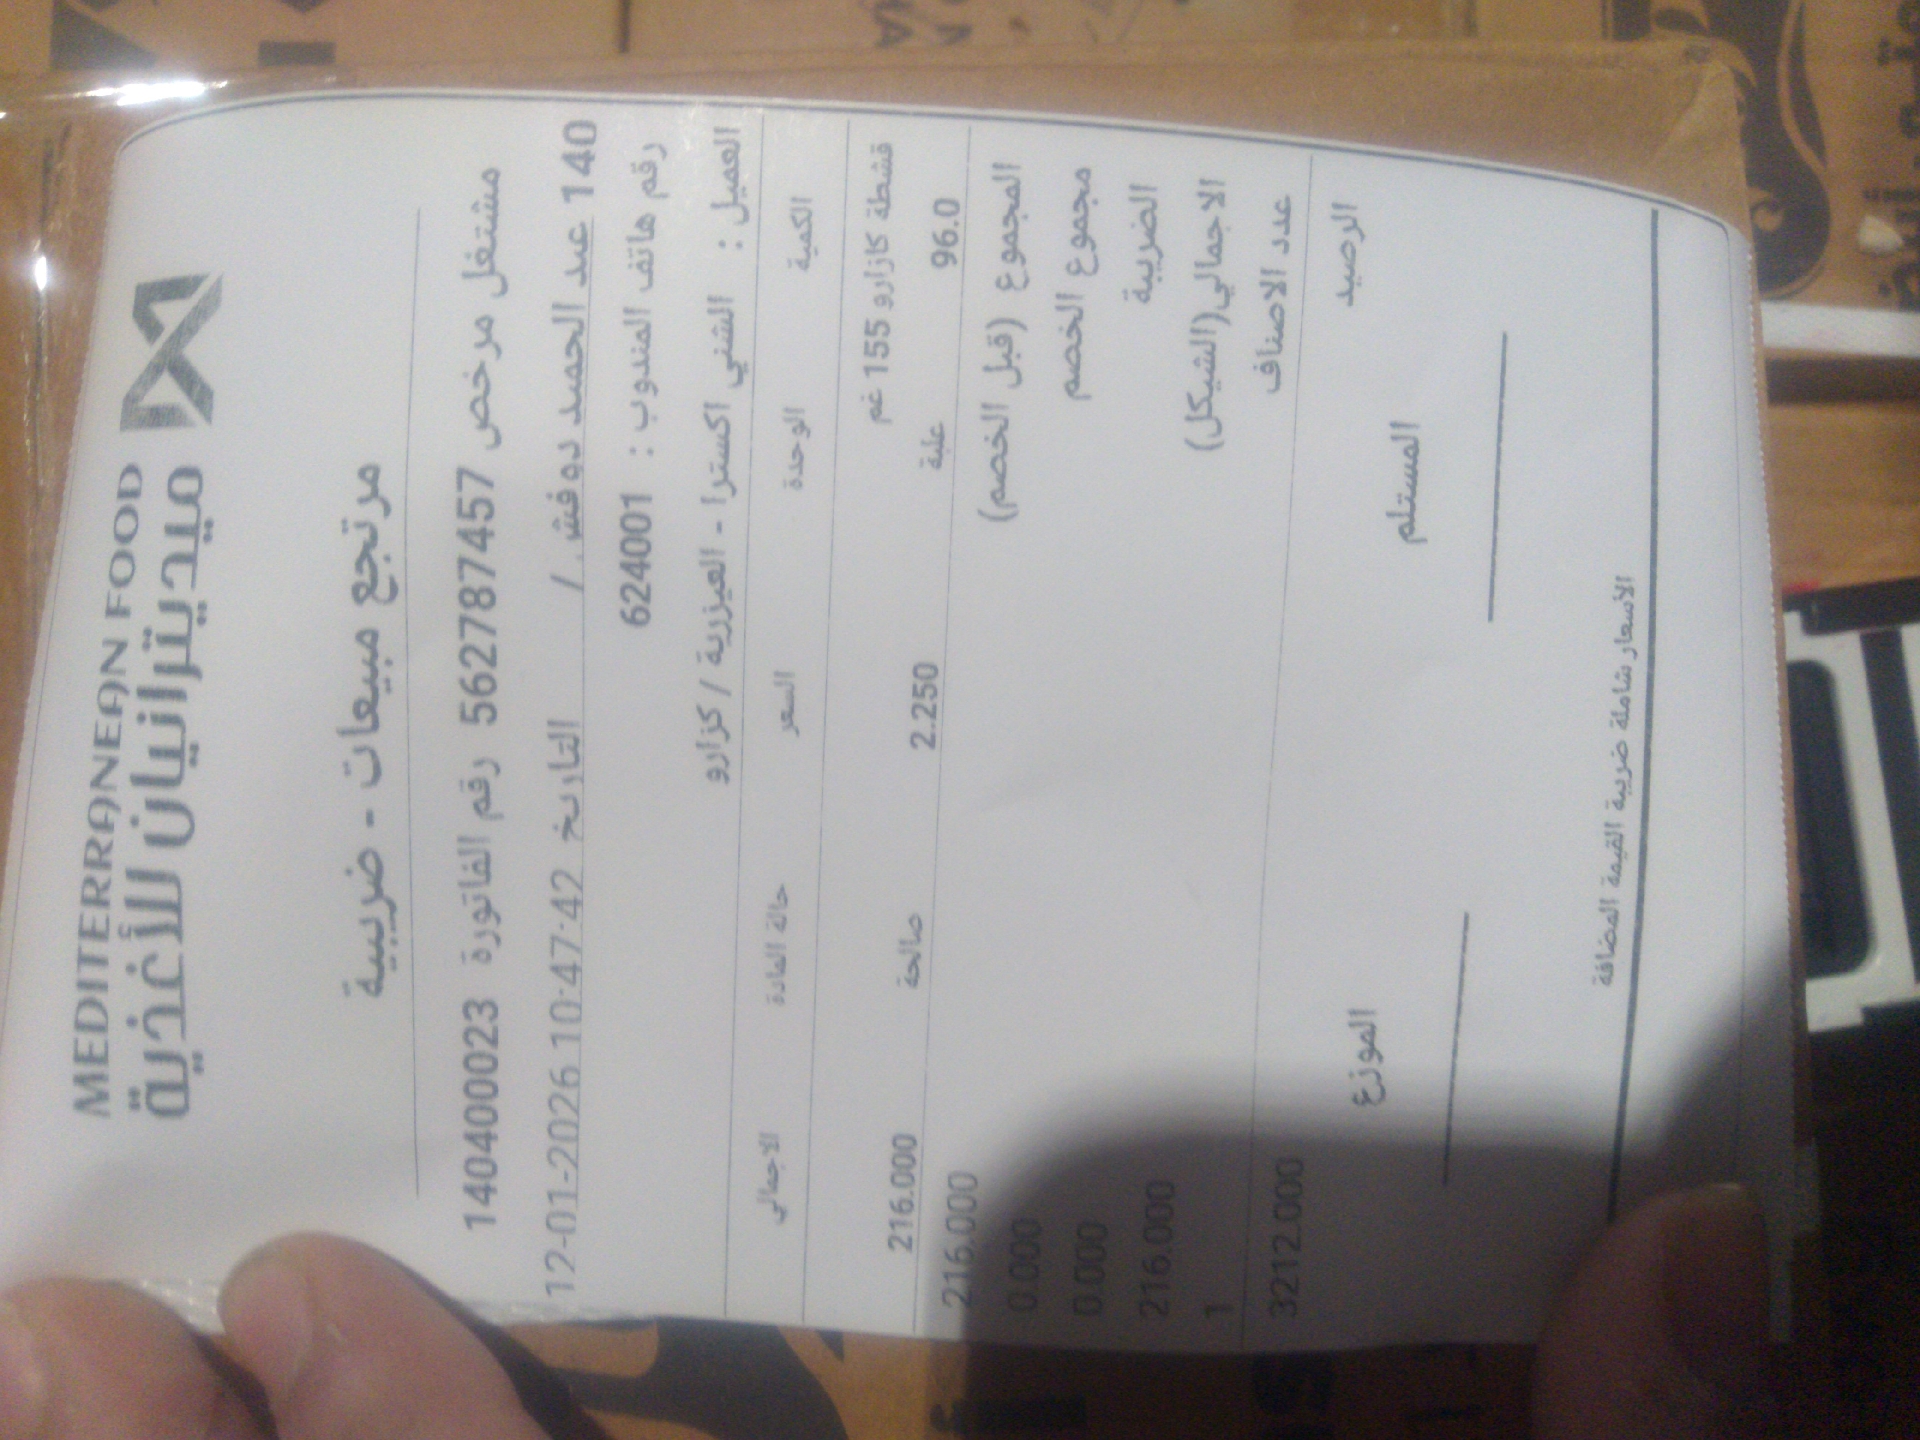 MEDITERRANEAN FOOD
ميديترانيان للأغذية
مرتجع مبيعات - ضريبية
مشتغل مرخص 562787457 رقم الفاتورة 1404000023
140 عبد الحميد دوفش / التاريخ 12-01-2026 10:47:42
رقم هاتف المندوب : 624001
العميل : الشني اكسترا - العيزرية / كزارو
الكمية الوحدة السعر حالة المادة الاجمالي
قشطة كازارو 155 غم
96.0 علبة 2.250 صالحة 216.000
المجموع (قبل الخصم) 216.000
مجموع الخصم 0.000
الضريبة 0.000
الاجمالي(الشيكل) 216.000
عدد الاصناف 1
الرصيد 3212.000
المستلم الموزع
الأسعار شاملة ضريبة القيمة المضافة